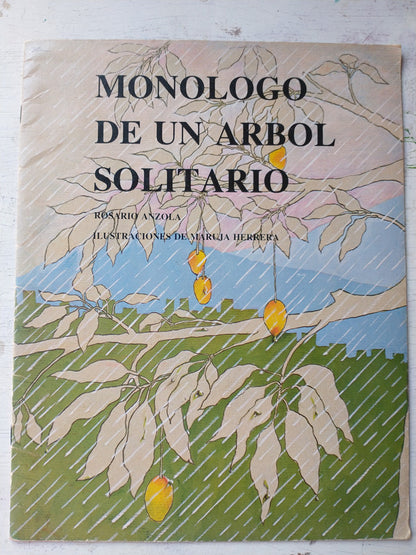 MONOLOGO
DE UN ARBOL
SOLITARIO
ROSARIO ANZOLA
ILUSTRACIONES DE MARUJA HERRERA